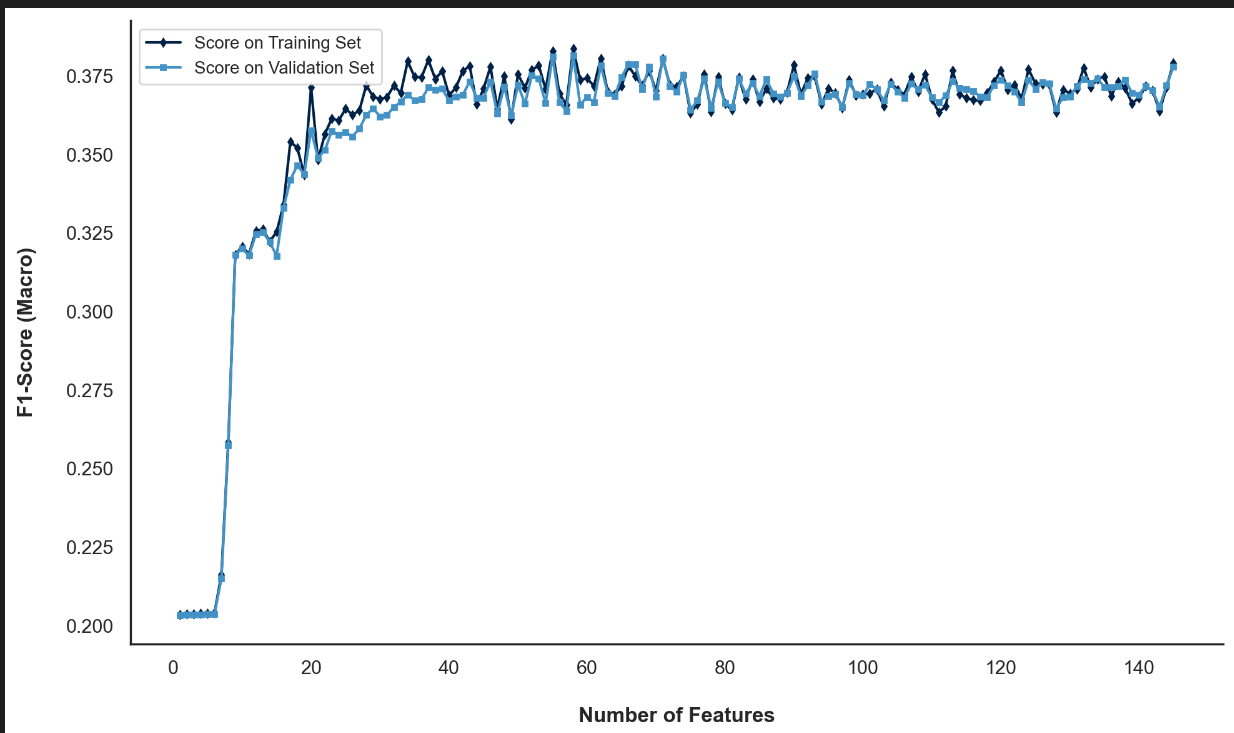 Score on Training Set
Score on Validation Set
0.375
0.350
0.325
0.300
0.275
0.250
0.225
0.200
F1-Score (Macro)
0 20 40 60 80 100 120 140
Number of Features